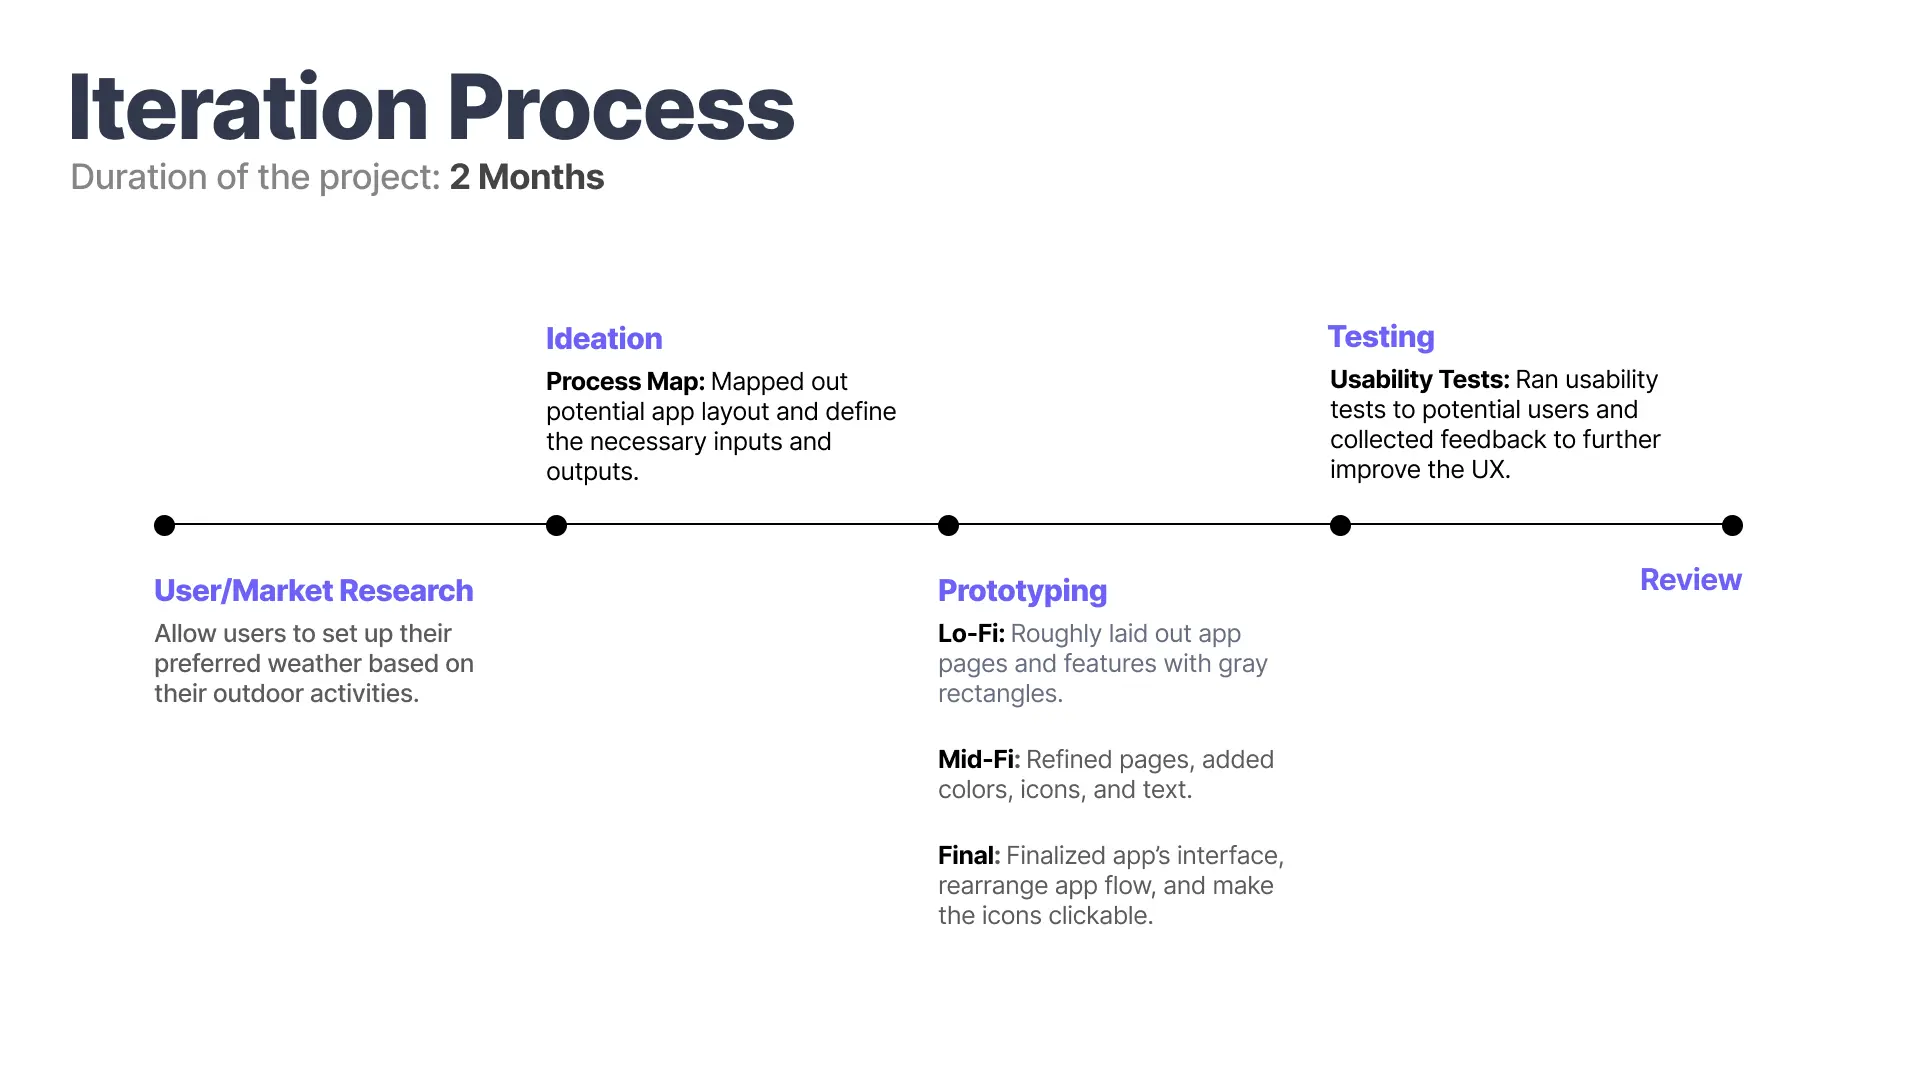 Iteration Process
Duration of the project: 2 Months
Ideation
Process Map: Mapped out
potential app layout and define
the necessary inputs and
outputs.
Testing
Usability Tests: Ran usability
tests to potential users and
collected feedback to further
improve the UX.
User/Market Research
Allow users to set up their
preferred weather based on
their outdoor activities.
Prototyping
Lo-Fi: Roughly laid out app
pages and features with gray
rectangles.
Mid-Fi: Refined pages, added
colors, icons, and text.
Final: Finalized app’s interface,
rearrange app flow, and make
the icons clickable.
Review